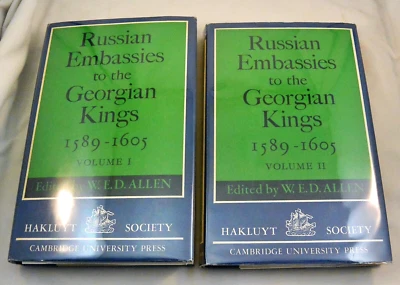 Russian
Embassies
to the
Georgian
Kings
1589-1605
VOLUME I
Edited by W. E. D. ALLEN
HAKLUYT SOCIETY
CAMBRIDGE UNIVERSITY PRESS
Russian
Embassies
to the
Georgian
Kings
1589-1605
VOLUME II
Edited by W. E. D. ALLEN
HAKLUYT SOCIETY
CAMBRIDGE UNIVERSITY PRESS